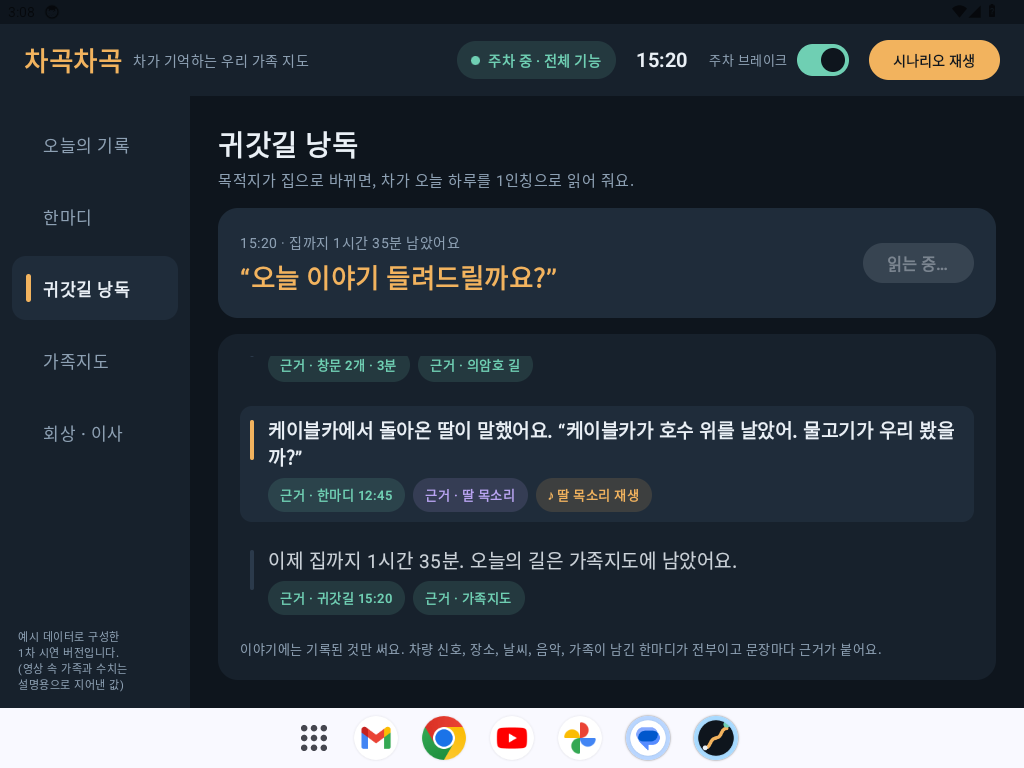 3:08
차곡차곡
차가 기억하는 우리 가족 지도
주차 중 · 전체 기능
15:20
주차 브레이크
시나리오 재생
오늘의 기록
한마디
귀갓길 낭독
가족지도
회상 · 이사
예시 데이터로 구성한
1차 시연 버전입니다.
(영상 속 가족과 수치는
설명용으로 지어낸 값)
귀갓길 낭독
목적지가 집으로 바뀌면, 차가 오늘 하루를 1인칭으로 읽어 줘요.
15:20 · 집까지 1시간 35분 남았어요
“오늘 이야기 들려드릴까요?”
읽는 중…
근거 · 창문 2개 · 3분
근거 · 의암호 길
케이블카에서 돌아온 딸이 말했어요. “케이블카가 호수 위를 날았어. 물고기가 우리 봤을
까?”
근거 · 한마디 12:45
근거 · 딸 목소리
♪ 딸 목소리 재생
이제 집까지 1시간 35분. 오늘의 길은 가족지도에 남았어요.
근거 · 귀갓길 15:20
근거 · 가족지도
이야기에는 기록된 것만 써요. 차량 신호, 장소, 날씨, 음악, 가족이 남긴 한마디가 전부이고 문장마다 근거가 붙어요.